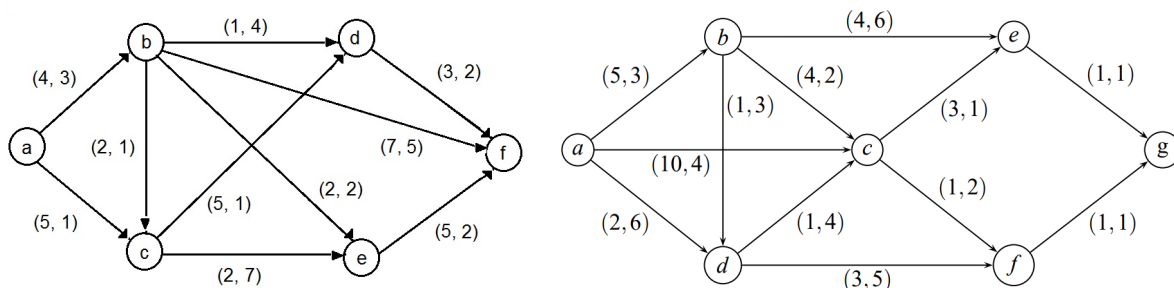 (1, 4)
b
d
(4, 3)
(3, 2)
a
(2, 1)
(7, 5)
f
(2, 2)
(5, 1)
(5, 1)
(5, 2)
c
e
(2, 7)
(4, 6)
b
e
(5, 3)
(4, 2)
(1, 1)
(1, 3)
(3, 1)
a
(10, 4)
c
g
(2, 6)
(1, 4)
(1, 2)
(1, 1)
d
(3, 5)
f